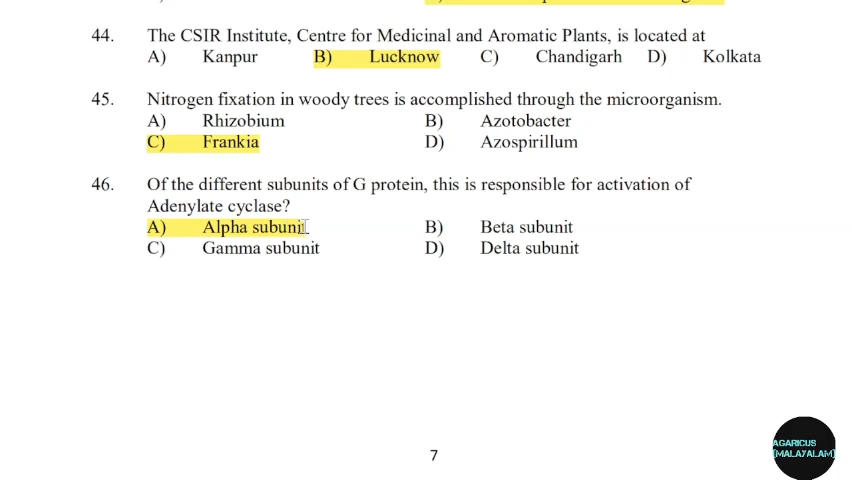 44. The CSIR Institute, Centre for Medicinal and Aromatic Plants, is located at
A) Kanpur B) Lucknow C) Chandigarh D) Kolkata
45. Nitrogen fixation in woody trees is accomplished through the microorganism.
A) Rhizobium B) Azotobacter
C) Frankia D) Azospirillum
46. Of the different subunits of G protein, this is responsible for activation of
Adenylate cyclase?
A) Alpha subunit B) Beta subunit
C) Gamma subunit D) Delta subunit
7
AGARICUS
(MALAYALAM)